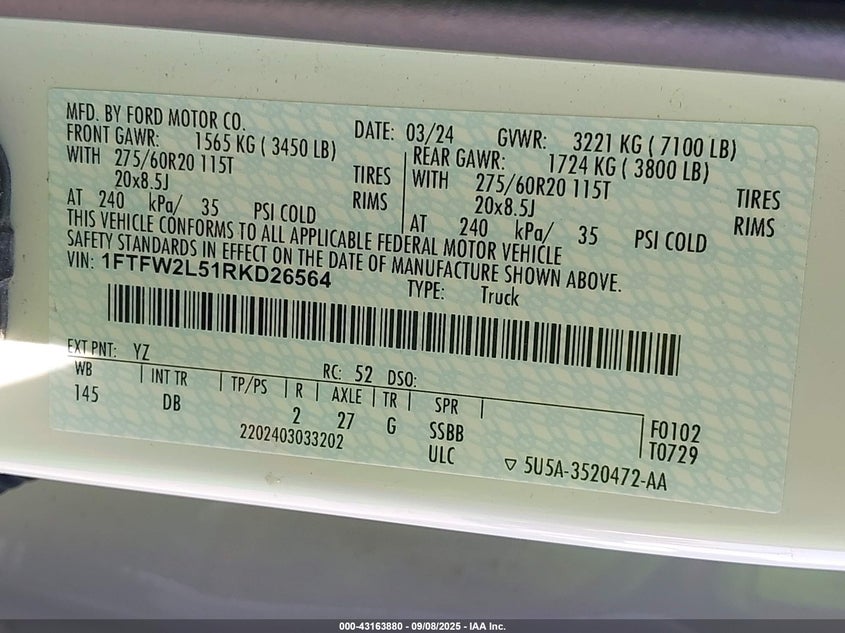 MFD. BY FORD MOTOR CO. DATE: 03/24 GVWR: 3221 KG ( 7100 LB)
FRONT GAWR: 1565 KG ( 3450 LB) REAR GAWR: 1724 KG ( 3800 LB)
WITH 275/60R20 115T TIRES WITH 275/60R20 115T TIRES
20x8.5J RIMS 20x8.5J RIMS
AT 240 kPa/ 35 PSI COLD AT 240 kPa/ 35 PSI COLD
THIS VEHICLE CONFORMS TO ALL APPLICABLE FEDERAL MOTOR VEHICLE
SAFETY STANDARDS IN EFFECT ON THE DATE OF MANUFACTURE SHOWN ABOVE.
VIN: 1FTFW2L51RKD26564 TYPE: Truck
EXT PNT: YZ RC: 52 DSO:
WB INT TR TP/PS R AXLE TR SPR
145 DB 2 27 G SSBB F0102
2202403033202 ULC T0729
▽ 5U5A-3520472-AA
000-43163880 - 09/08/2025 - IAA Inc.